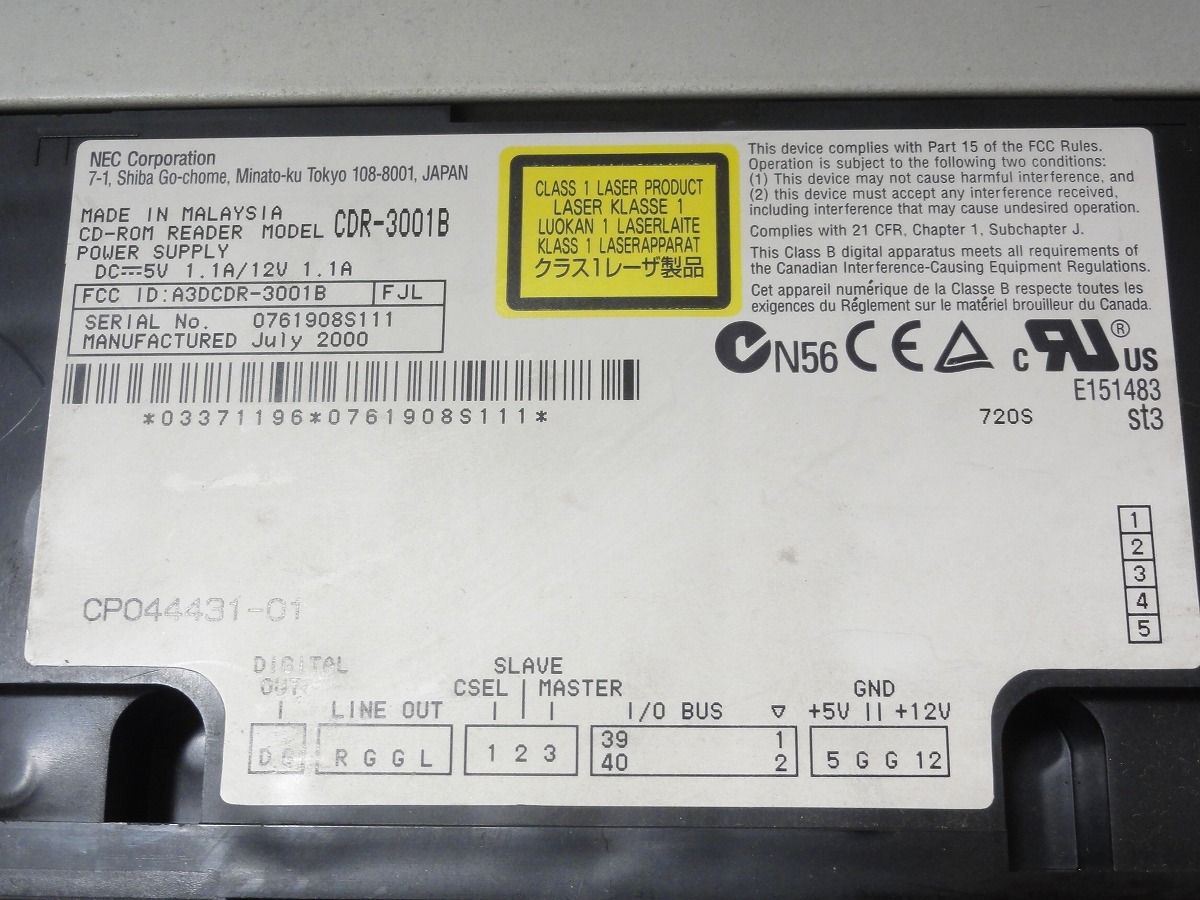 NEC Corporation
7-1, Shiba Go-chome, Minato-ku Tokyo 108-8001, JAPAN
MADE IN MALAYSIA
CD-ROM READER MODEL CDR-3001B
POWER SUPPLY
DC⎓5V 1.1A/12V 1.1A
FCC ID:A3DCDR-3001B FJL
SERIAL No. 0761908S111
MANUFACTURED July 2000
*03371196*0761908S111*
CLASS 1 LASER PRODUCT
LASER KLASSE 1
LUOKAN 1 LASERLAITE
KLASS 1 LASERAPPARAT
クラス1レーザ製品
This device complies with Part 15 of the FCC Rules.
Operation is subject to the following two conditions:
(1) This device may not cause harmful interference, and
(2) this device must accept any interference received,
including interference that may cause undesired operation.
Complies with 21 CFR, Chapter 1, Subchapter J.
This Class B digital apparatus meets all requirements of
the Canadian Interference-Causing Equipment Regulations.
Cet appareil numérique de la Classe B respecte toutes les
exigences du Réglement sur le matériel brouilleur du Canada.
N56 CE c RU ® US
E151483
720S st3
1
2
3
4
5
CP044431-01
DIGITAL SLAVE
OUT CSEL MASTER GND
LINE OUT I/O BUS ▽ +5V +12V
D G R G G L 1 2 3 39 1 5 G G 12
40 2